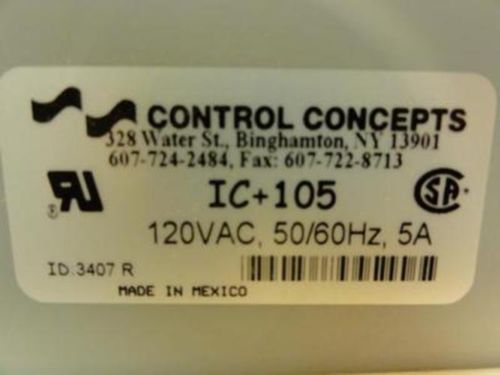 CONTROL CONCEPTS
328 Water St., Binghamton, NY 13901
607-724-2484, Fax: 607-722-8713
IC+105
120VAC, 50/60Hz, 5A
ID.3407 R
MADE IN MEXICO